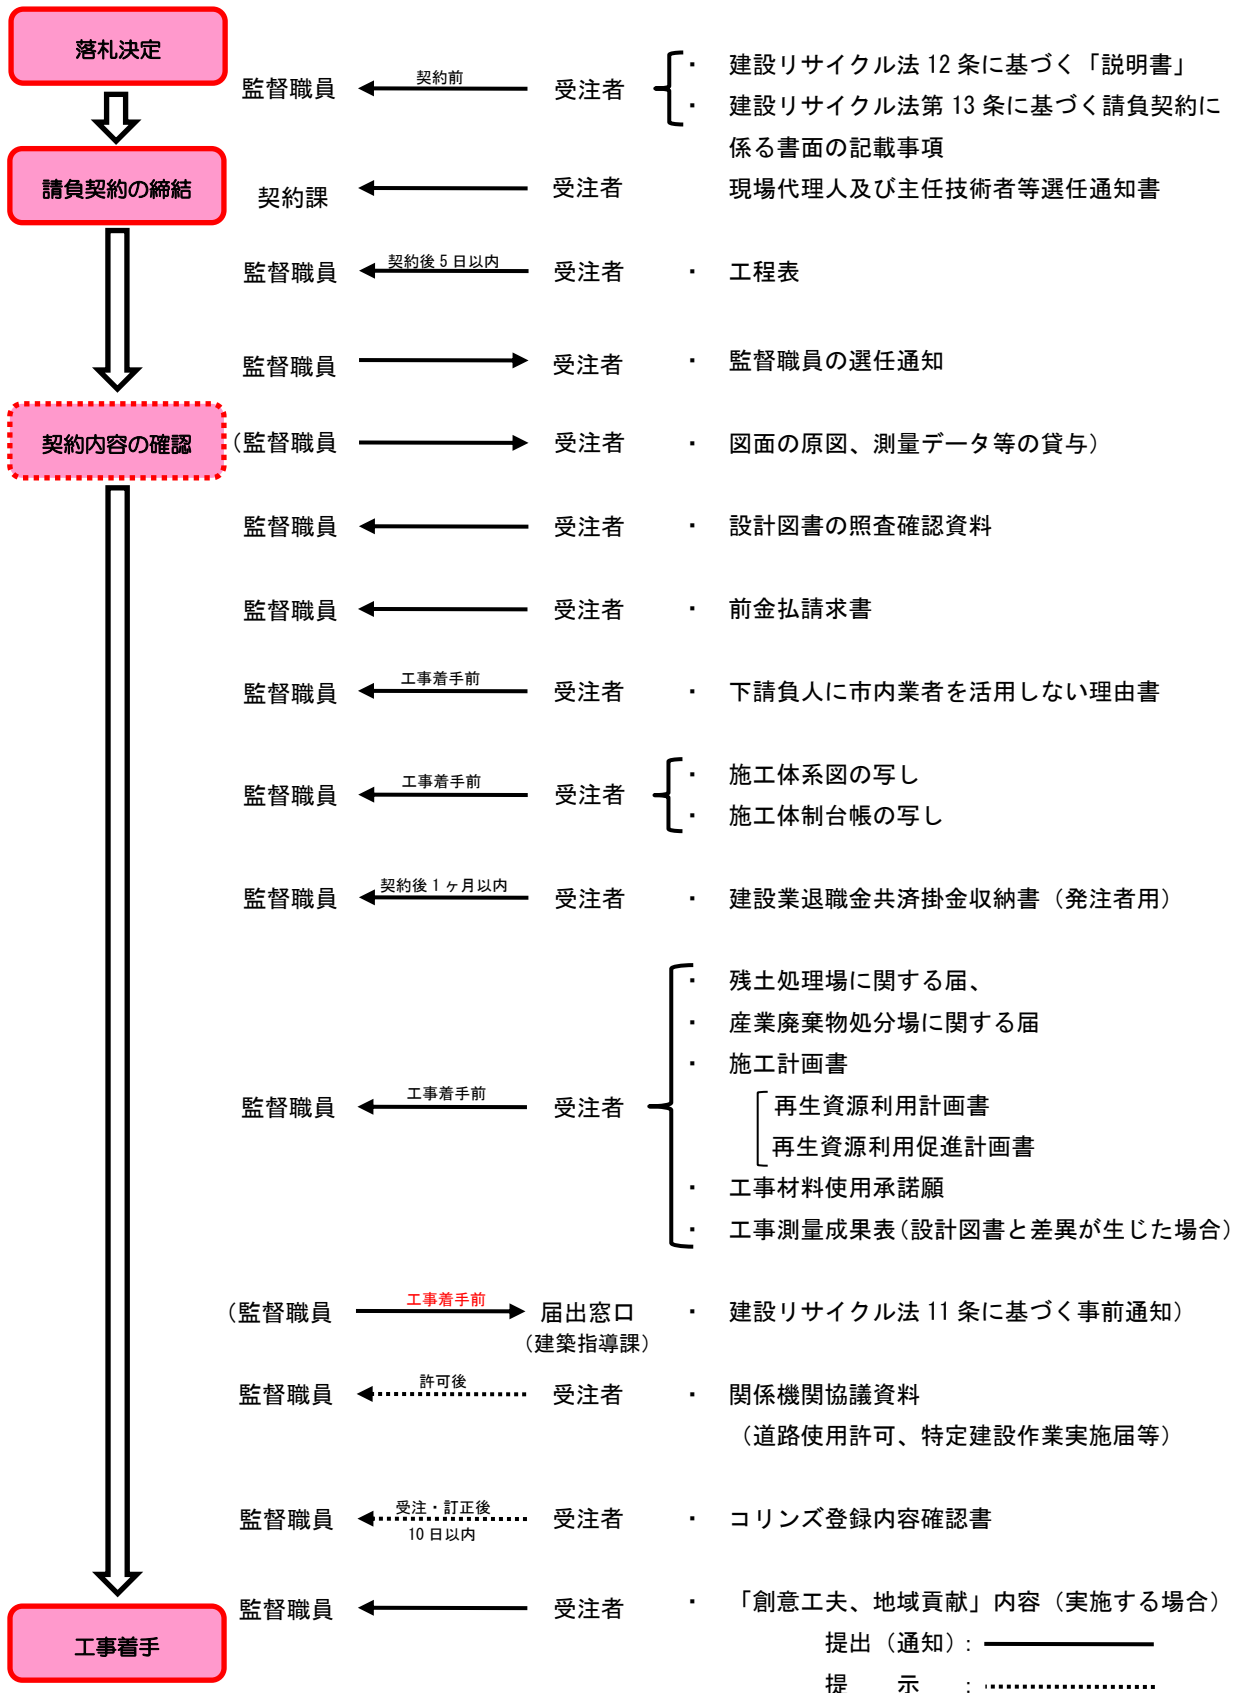 落札決定
監督職員 契約前 受注者 ・ 建設リサイクル法 12 条に基づく「説明書」
・ 建設リサイクル法第 13 条に基づく請負契約に
係る書面の記載事項
請負契約の締結 契約課 受注者 現場代理人及び主任技術者等選任通知書
監督職員 契約後 5 日以内 受注者 ・ 工程表
監督職員 受注者 ・ 監督職員の選任通知
契約内容の確認 （監督職員 受注者 ・ 図面の原図、測量データ等の貸与）
監督職員 受注者 ・ 設計図書の照査確認資料
監督職員 受注者 ・ 前金払請求書
監督職員 工事着手前 受注者 ・ 下請負人に市内業者を活用しない理由書
・ 施工体系図の写し
監督職員 工事着手前 受注者
・ 施工体制台帳の写し
監督職員 契約後 1 ヶ月以内 受注者 ・ 建設業退職金共済掛金収納書（発注者用）
・ 残土処理場に関する届、
・ 産業廃棄物処分場に関する届
・ 施工計画書
監督職員 工事着手前 受注者 再生資源利用計画書
再生資源利用促進計画書
・ 工事材料使用承諾願
・ 工事測量成果表（設計図書と差異が生じた場合）
（監督職員 工事着手前 届出窓口 ・ 建設リサイクル法 11 条に基づく事前通知）
（建築指導課）
監督職員 許可後 受注者 ・ 関係機関協議資料
（道路使用許可、特定建設作業実施届等）
監督職員 受注・訂正後 受注者 ・ コリンズ登録内容確認書
10 日以内
監督職員 受注者 ・ 「創意工夫、地域貢献」内容（実施する場合）
工事着手 提出（通知）:
提 示 :